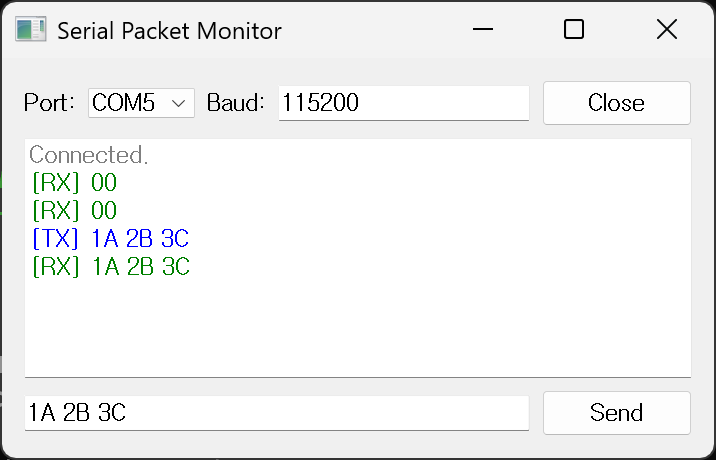 Serial Packet Monitor
Port: COM5 Baud: 115200 Close
Connected.
[RX] 00
[RX] 00
[TX] 1A 2B 3C
[RX] 1A 2B 3C
1A 2B 3C Send